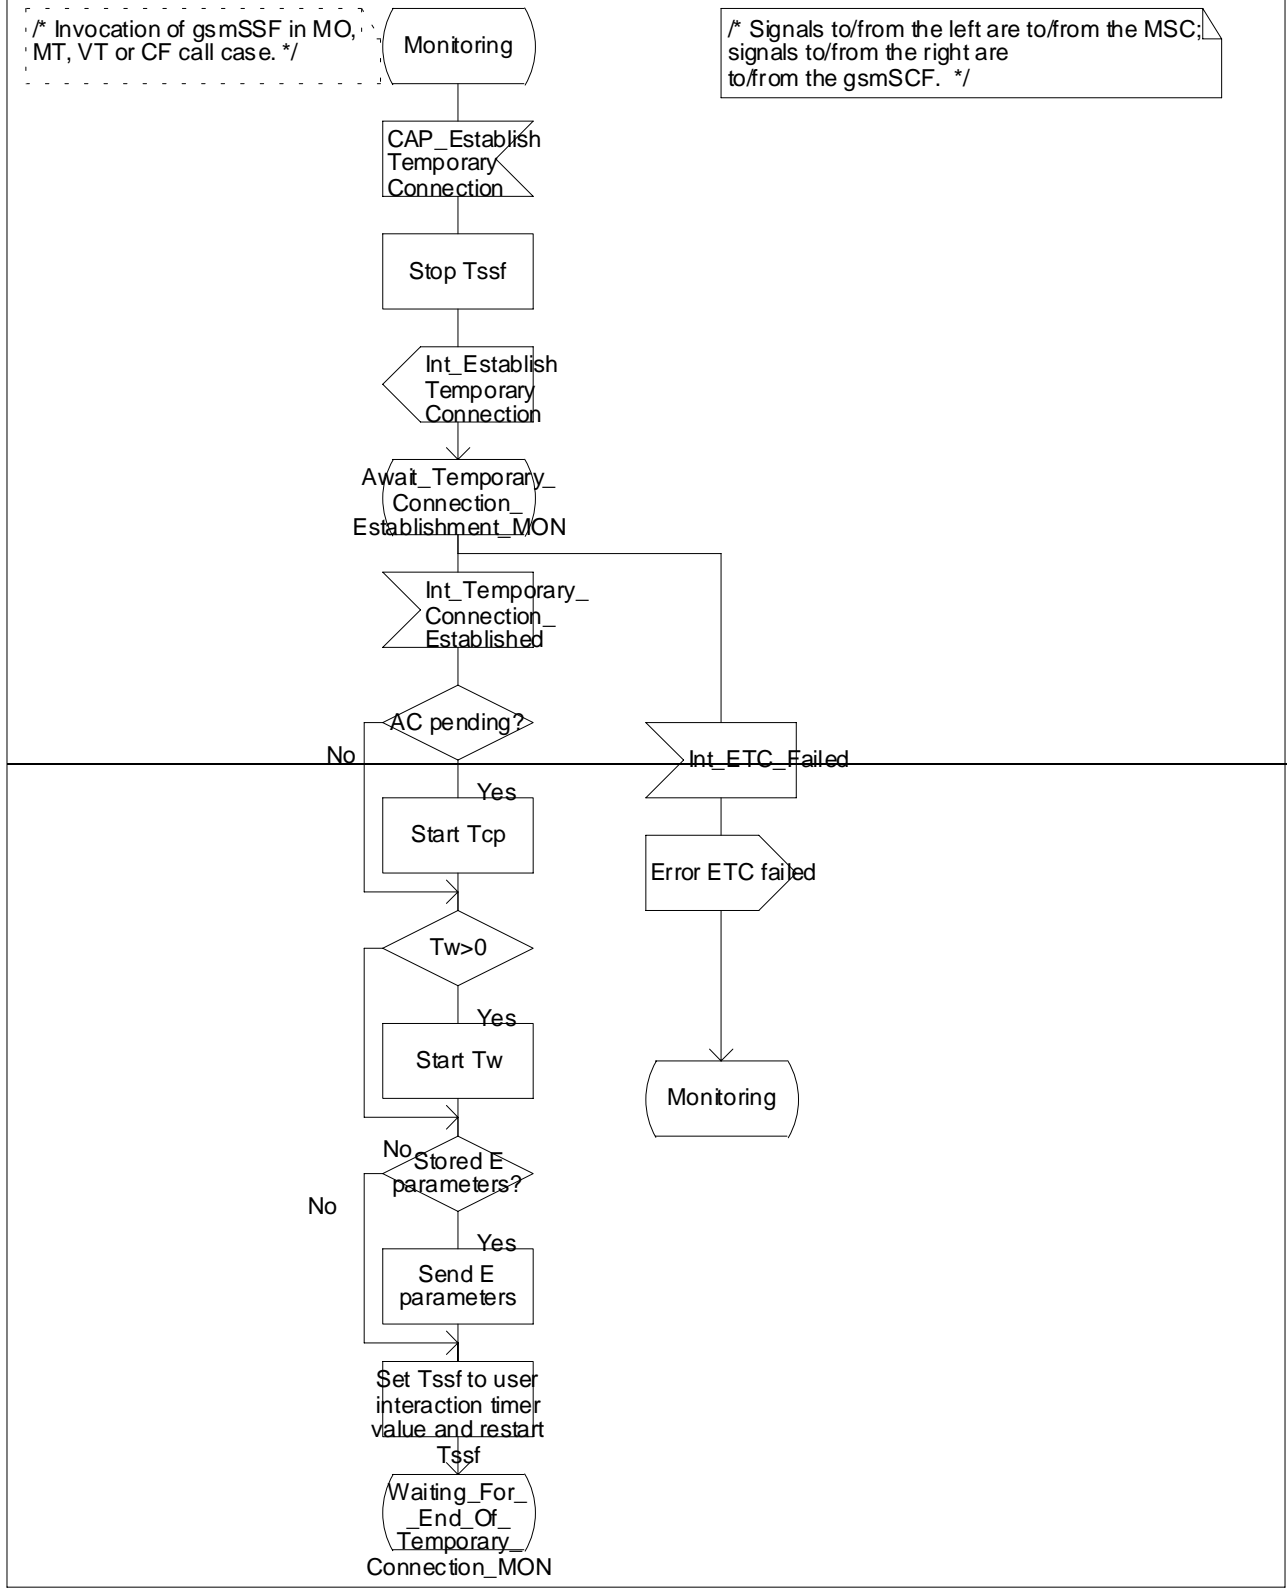 /* Invocation of gsmSSF in MO,
MT, VT or CF call case. */
Monitoring
/* Signals to/from the left are to/from the MSC;
signals to/from the right are
to/from the gsmSCF.  */
CAP_Establish
Temporary
Connection
Stop Tssf
Int_Establish
Temporary
Connection
Await_Temporary_
Connection_
Establishment_MON
Int_Temporary_
Connection_
Established
AC pending?
No
Int_ETC_Failed
Yes
Start Tcp
Error ETC failed
Tw>0
Yes
Start Tw
Monitoring
No
Stored E
parameters?
No
Yes
Send E
parameters
Set Tssf to user
interaction timer
value and restart
Tssf
Waiting_For_
_End_Of_
Temporary_
Connection_MON